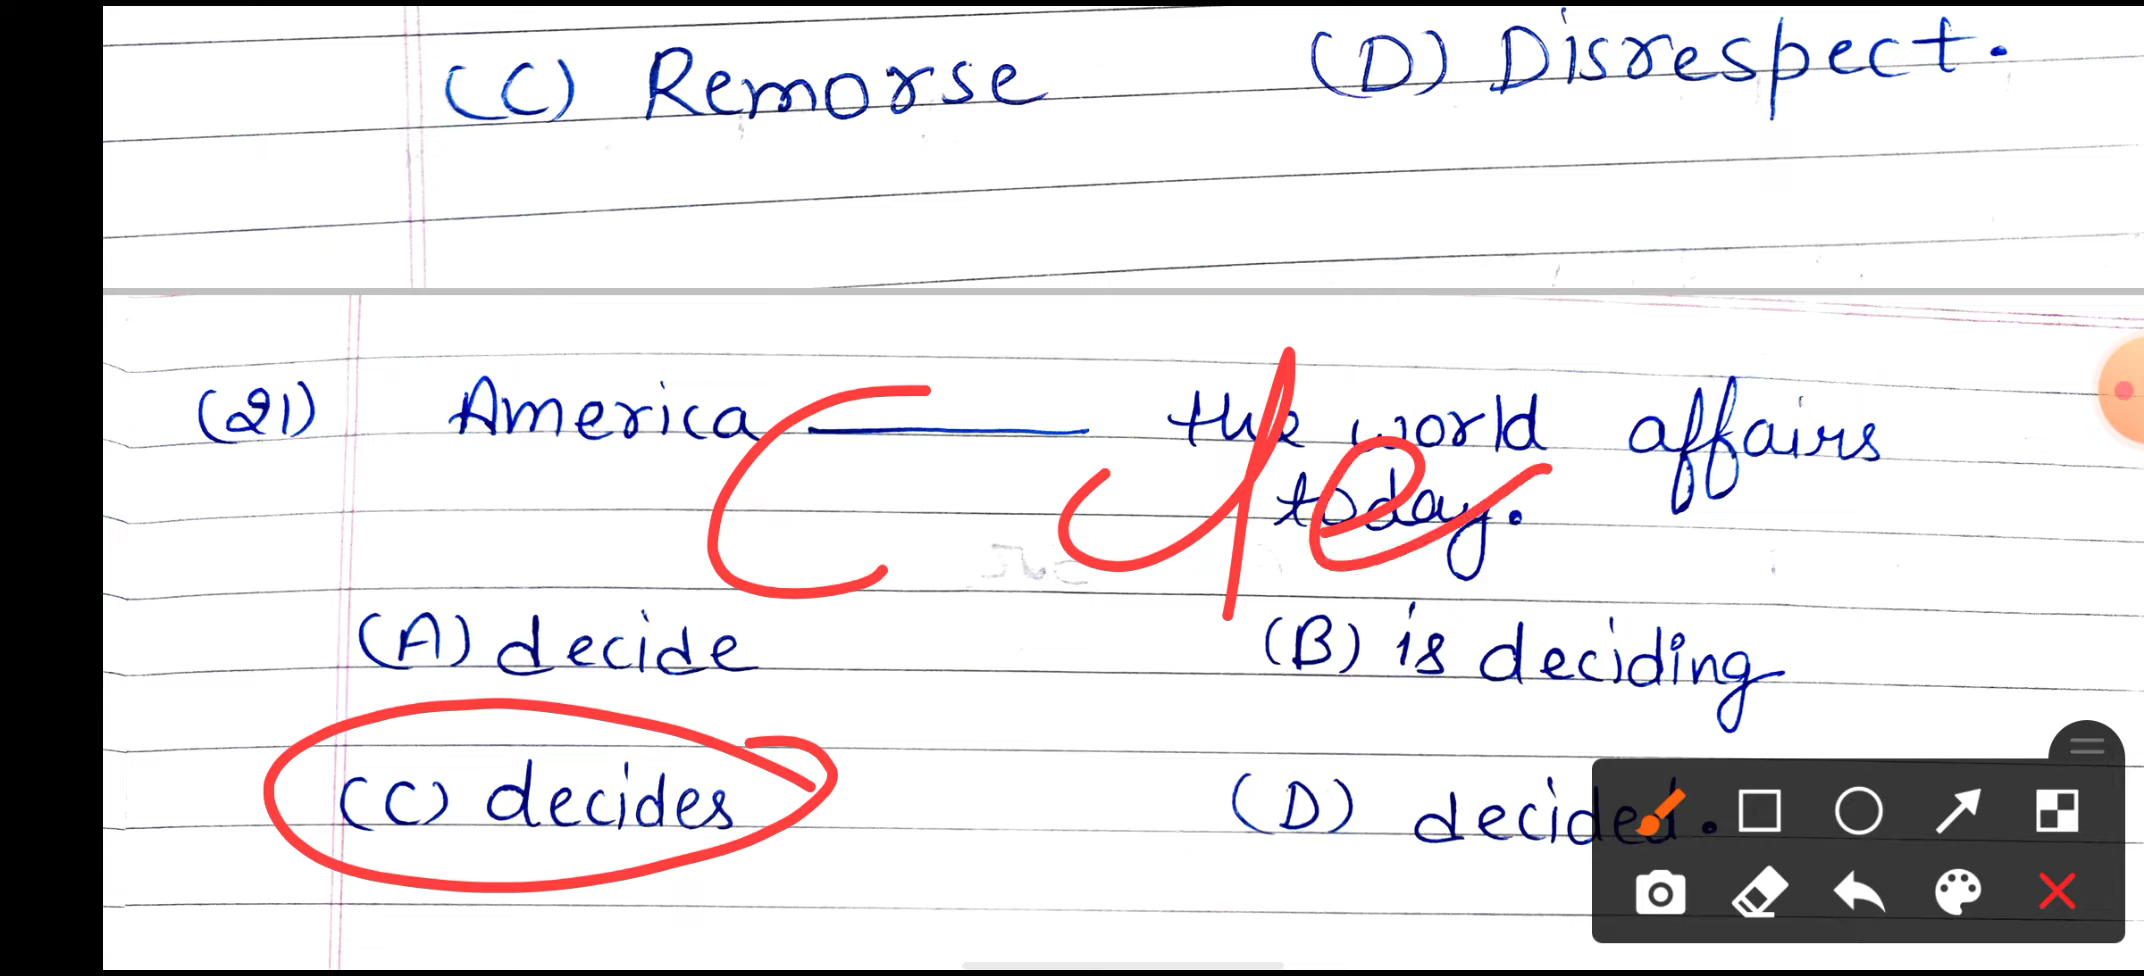 (C) Remorse (D) Disrespect.
(21) America ______ the world affairs
today.
(A) decide (B) is deciding
(C) decides (D) decided.